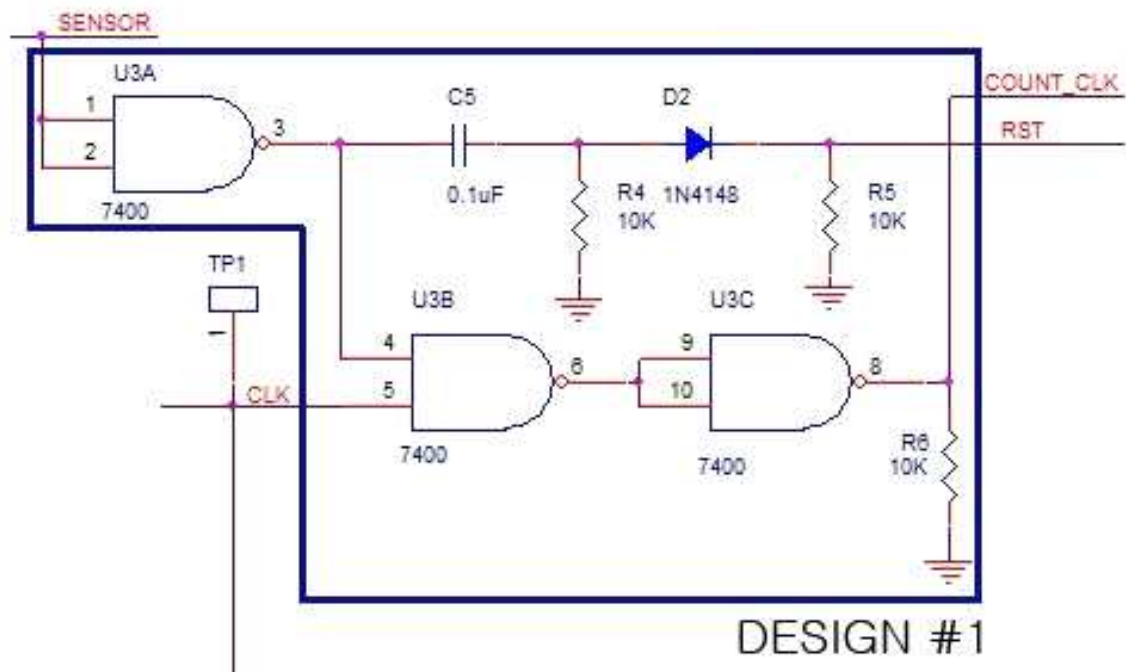 SENSOR
U3A
1
2
3
7400
C5
0.1uF
D2
1N4148
R4
10K
R5
10K
COUNT_CLK
RST
TP1
1
CLK
U3B
4
5
6
7400
U3C
9
10
8
7400
R6
10K
DESIGN #1